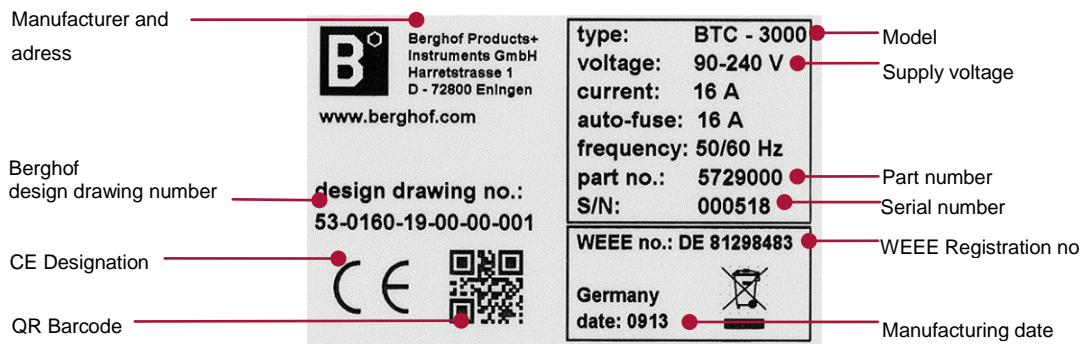 Manufacturer and
adress
B
Berghof Products+
Instruments GmbH
Harretstrasse 1
D - 72800 Eningen
www.berghof.com
Berghof
design drawing number
design drawing no.:
53-0160-19-00-00-001
CE Designation
CE
QR Barcode
type: BTC - 3000
voltage: 90-240 V
current: 16 A
auto-fuse: 16 A
frequency: 50/60 Hz
part no.: 5729000
S/N: 000518
WEEE no.: DE 81298483
Germany
date: 0913
Model
Supply voltage
Part number
Serial number
WEEE Registration no
Manufacturing date